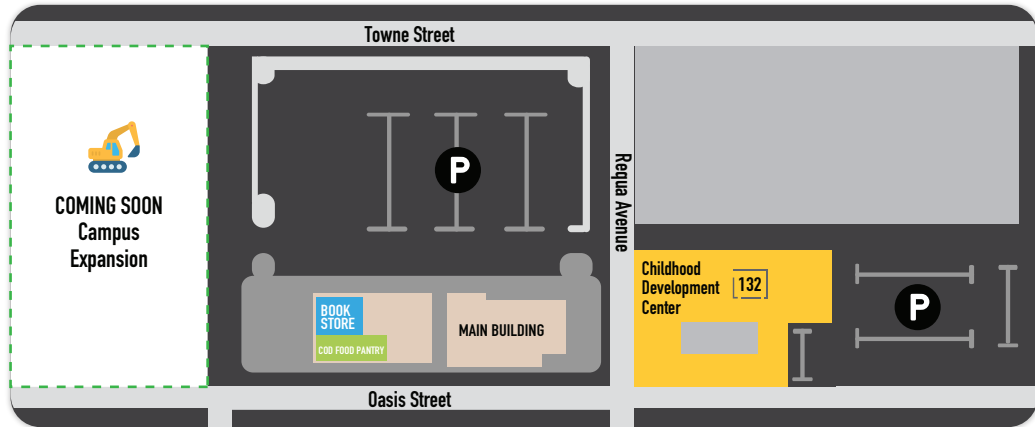 Towne Street
P
Requa Avenue
COMING SOON
Campus
Expansion
Childhood
Development
Center
132
P
BOOK
STORE
COD FOOD PANTRY
MAIN BUILDING
Oasis Street